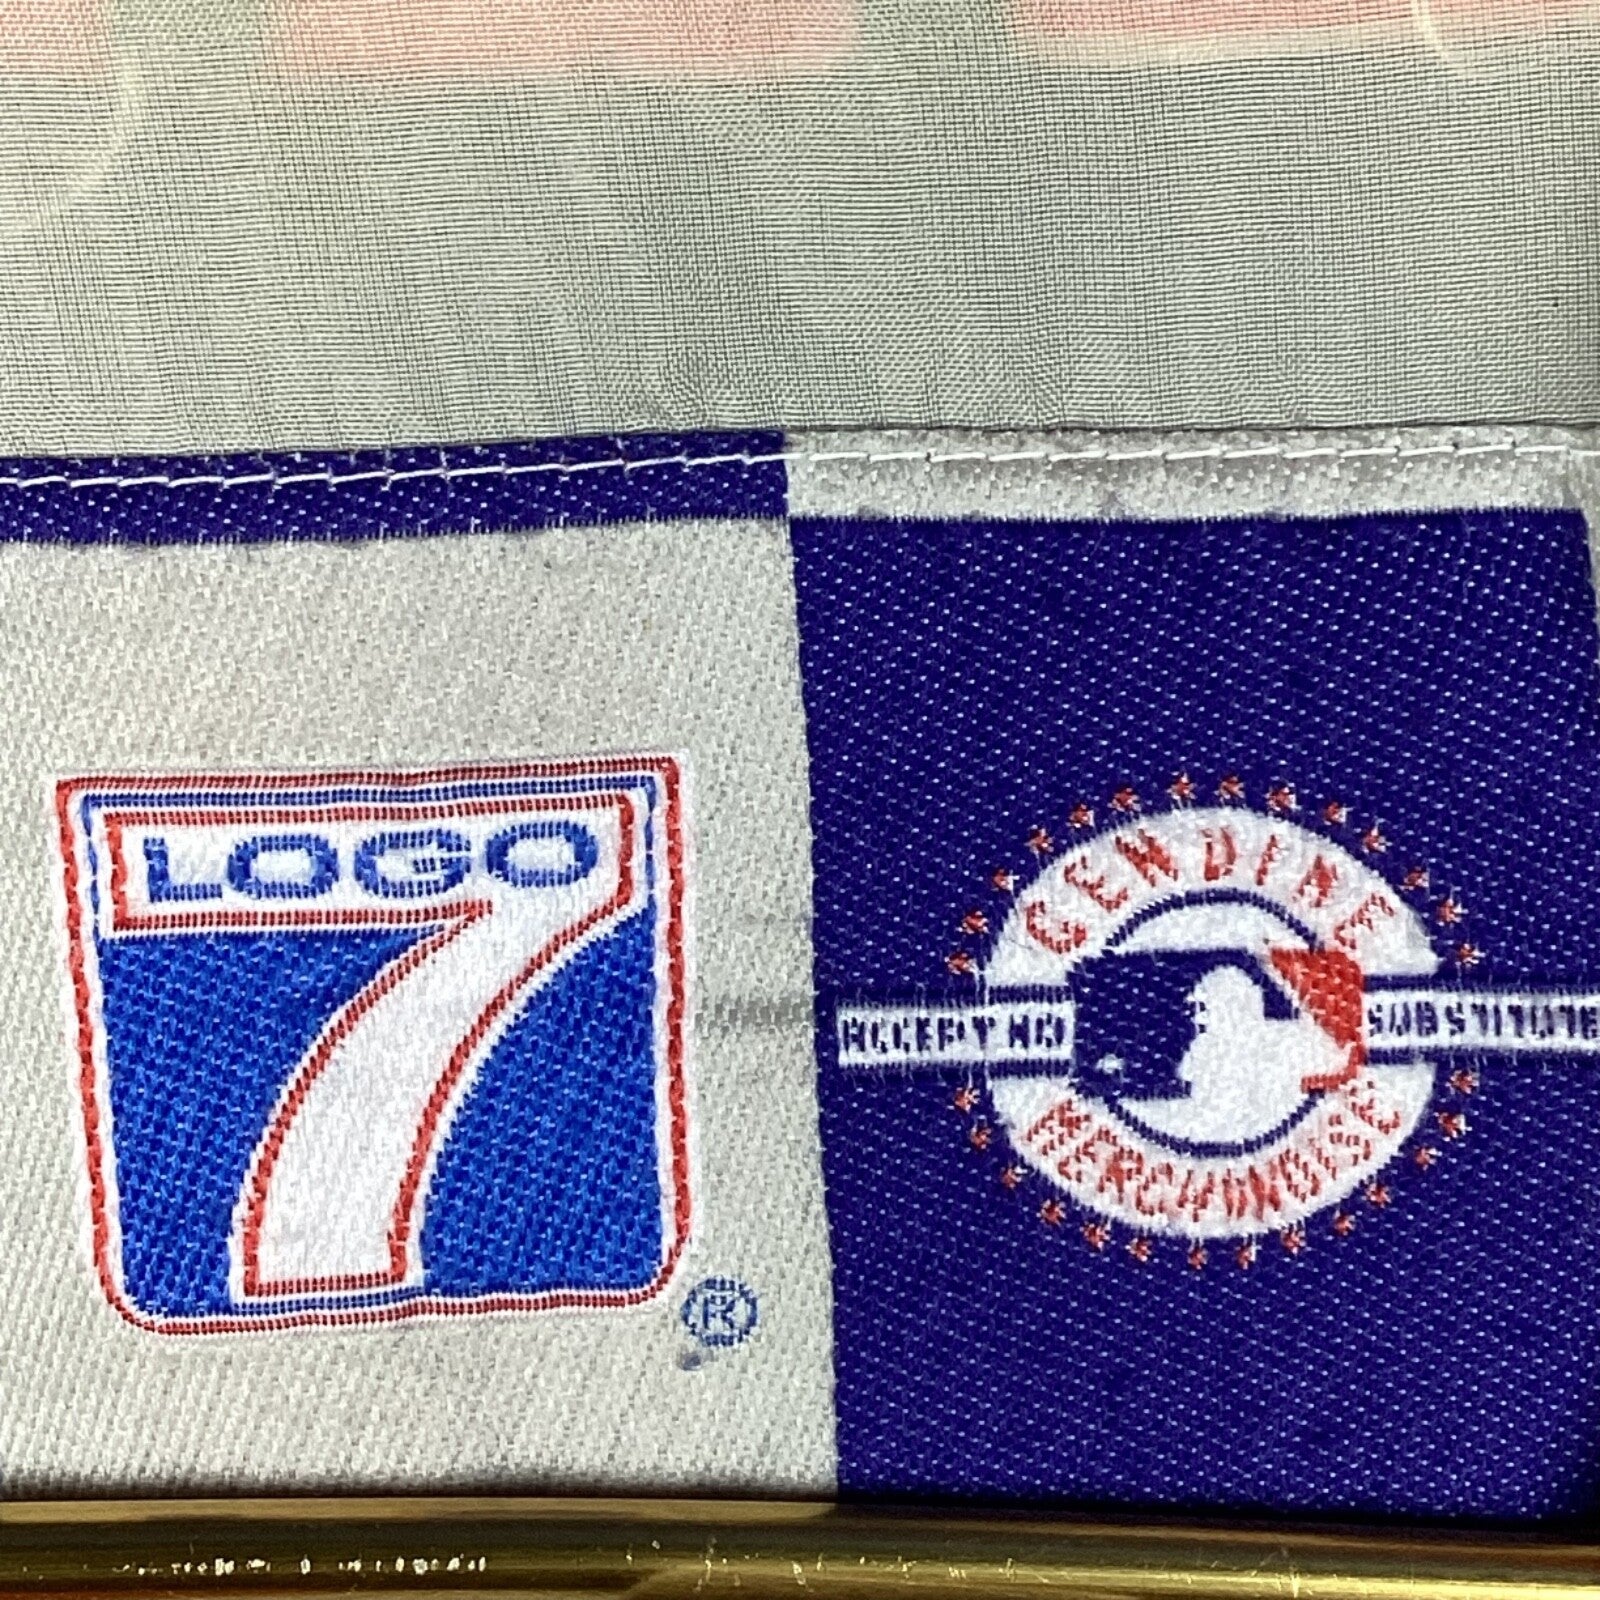 LOGO
7
®
GENUINE
ACCEPT NO SUBSTITUTE
MERCHANDISE